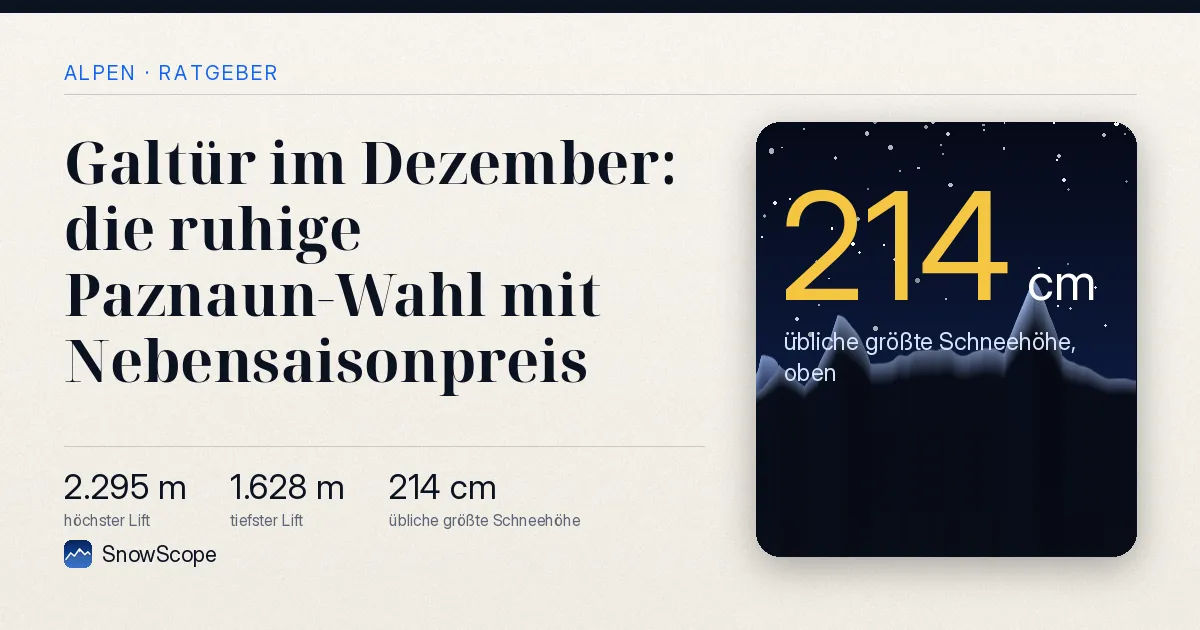 ALPEN · RATGEBER
Galtür im Dezember:
die ruhige
Paznaun-Wahl mit
Nebensaisonpreis
214 cm
übliche größte Schneehöhe,
oben
2.295 m
höchster Lift
1.628 m
tiefster Lift
214 cm
übliche größte Schneehöhe
SnowScope